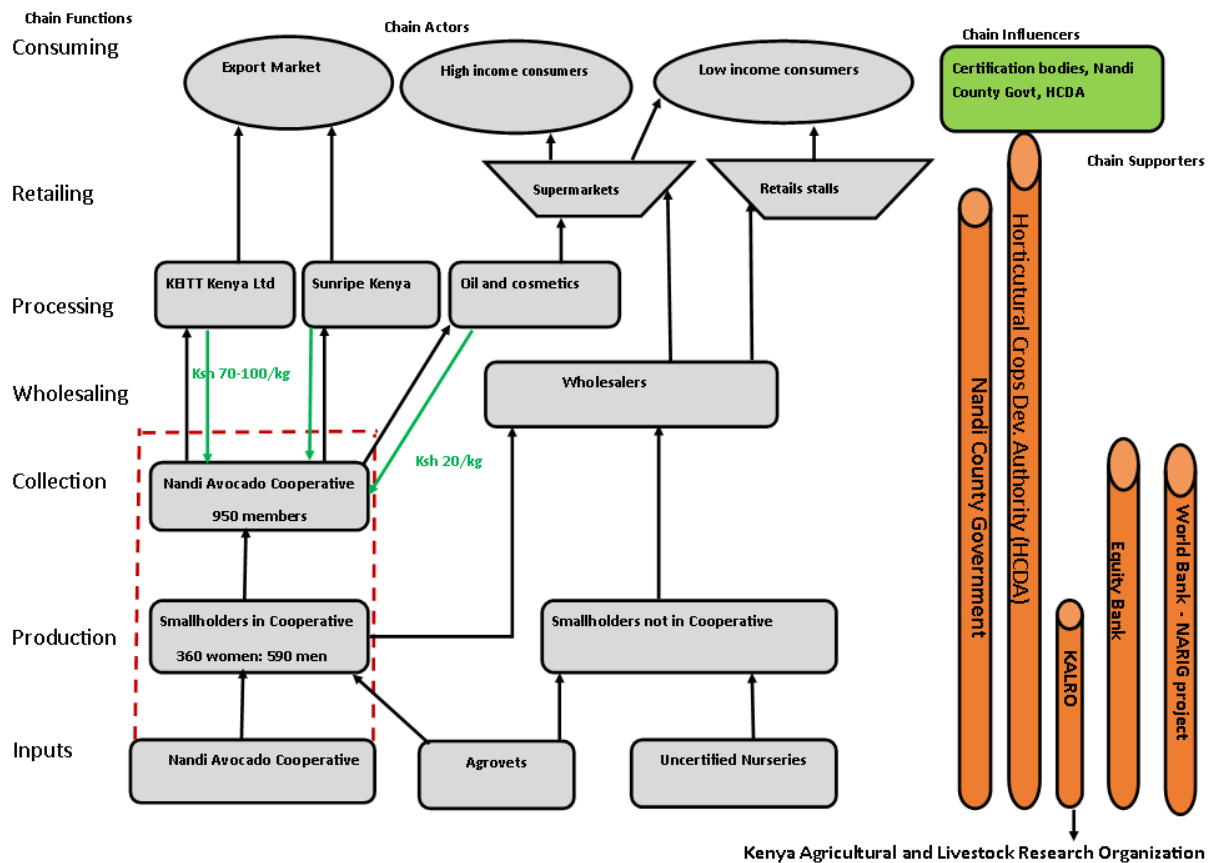 Chain Functions
Chain Actors
Consuming
Export Market
High income consumers
Low income consumers
Chain Influencers
Certification bodies, Nandi
County Govt, HCDA
Chain Supporters
Retailing
Supermarkets
Retails stalls
Processing
KEITT Kenya Ltd
Sunripe Kenya
Oil and cosmetics
Ksh 70-100/kg
Wholesaling
Wholesalers
Ksh 20/kg
Collection
Nandi Avocado Cooperative
950 members
Production
Smallholders in Cooperative
360 women: 590 men
Smallholders not in Cooperative
Inputs
Nandi Avocado Cooperative
Agrovets
Uncertified Nurseries
Nandi County Government
Horticutural Crops Dev. Authority (HCDA)
KALRO
Equity Bank
World Bank - NARIG project
Kenya Agricultural and Livestock Research Organization